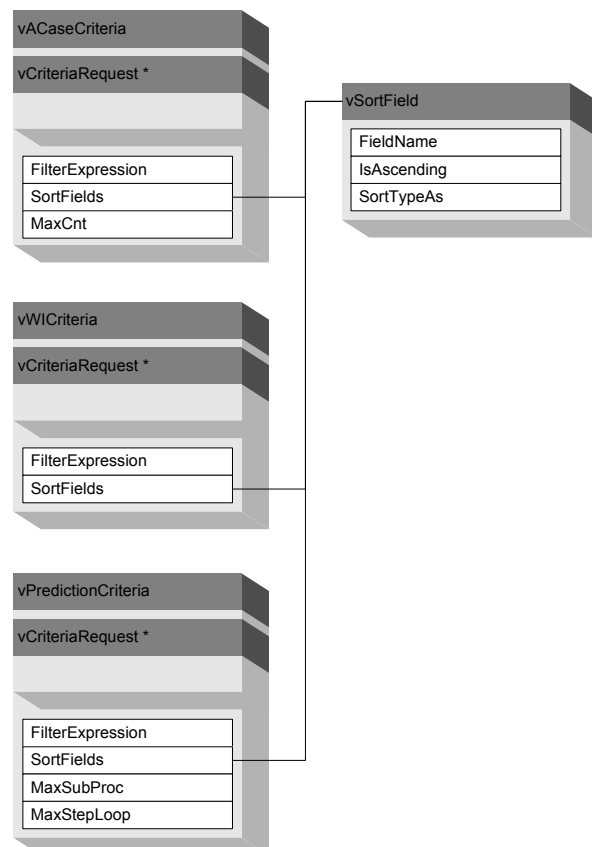 vACaseCriteria
vCriteriaRequest *
FilterExpression
SortFields
MaxCnt
vSortField
FieldName
IsAscending
SortTypeAs
vWICriteria
vCriteriaRequest *
FilterExpression
SortFields
vPredictionCriteria
vCriteriaRequest *
FilterExpression
SortFields
MaxSubProc
MaxStepLoop